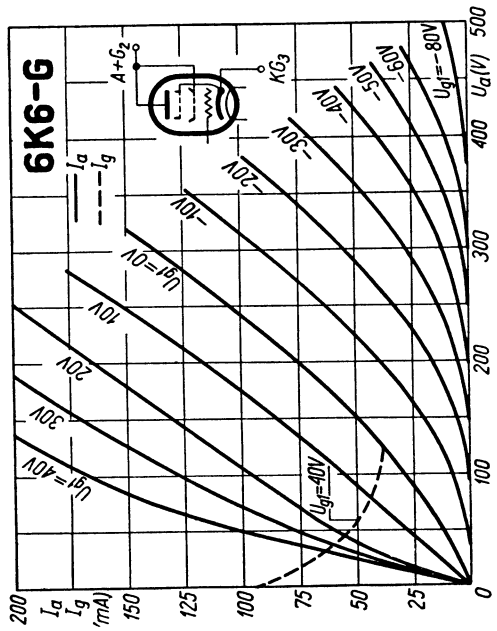 6K6-G
A+G2
KG3
Ia
Ig
Ug1=40V
30V
20V
10V
Ug1=0V
-10V
-20V
-30V
-40V
-50V
-60V
Ug1=-80V
Ug1=40V
200
Ia
Ig
(mA)
150
125
100
75
50
25
0
0
100
200
300
400
Ua(V)
500